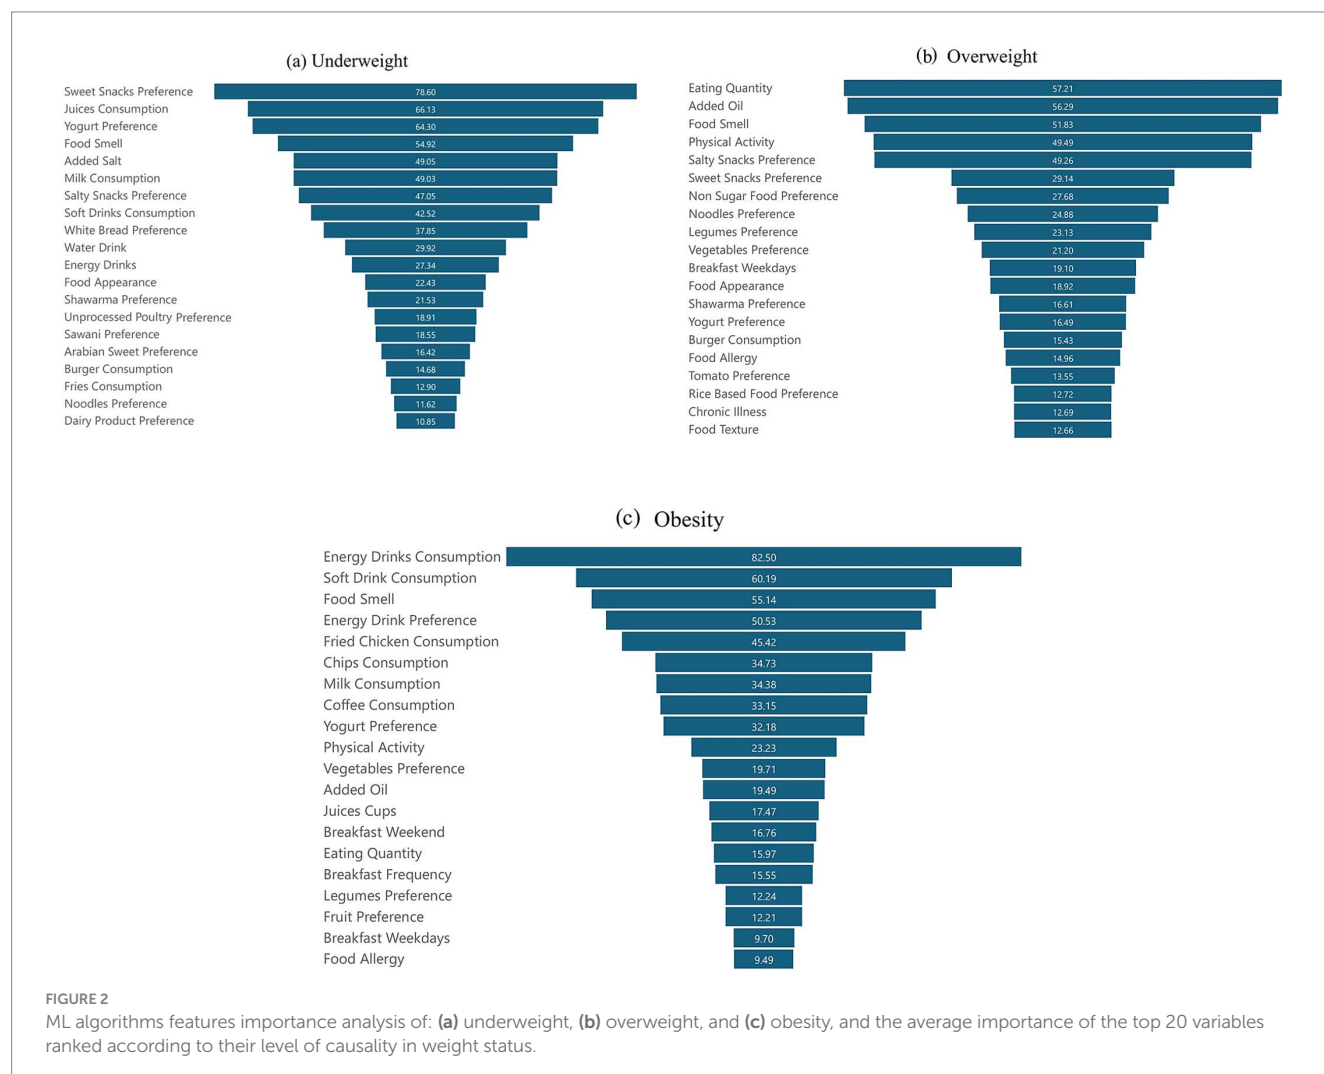 (a) Underweight
Sweet Snacks Preference 78.60
Juices Consumption 66.13
Yogurt Preference 64.30
Food Smell 54.92
Added Salt 49.05
Milk Consumption 49.03
Salty Snacks Preference 47.05
Soft Drinks Consumption 42.52
White Bread Preference 37.85
Water Drink 29.92
Energy Drinks 27.34
Food Appearance 22.43
Shawarma Preference 21.53
Unprocessed Poultry Preference 18.91
Sawani Preference 18.55
Arabian Sweet Preference 16.42
Burger Consumption 14.68
Fries Consumption 12.90
Noodles Preference 11.62
Dairy Product Preference 10.85
(b) Overweight
Eating Quantity 57.21
Added Oil 56.29
Food Smell 51.83
Physical Activity 49.49
Salty Snacks Preference 49.26
Sweet Snacks Preference 29.14
Non Sugar Food Preference 27.68
Noodles Preference 24.88
Legumes Preference 23.13
Vegetables Preference 21.20
Breakfast Weekdays 19.10
Food Appearance 18.92
Shawarma Preference 16.61
Yogurt Preference 16.49
Burger Consumption 15.43
Food Allergy 14.96
Tomato Preference 13.55
Rice Based Food Preference 12.72
Chronic Illness 12.69
Food Texture 12.66
(c) Obesity
Energy Drinks Consumption 82.50
Soft Drink Consumption 60.19
Food Smell 55.14
Energy Drink Preference 50.53
Fried Chicken Consumption 45.42
Chips Consumption 34.73
Milk Consumption 34.38
Coffee Consumption 33.15
Yogurt Preference 32.18
Physical Activity 23.23
Vegetables Preference 19.71
Added Oil 19.49
Juices Cups 17.47
Breakfast Weekend 16.76
Eating Quantity 15.97
Breakfast Frequency 15.55
Legumes Preference 12.24
Fruit Preference 12.21
Breakfast Weekdays 9.70
Food Allergy 9.49
FIGURE 2
ML algorithms features importance analysis of: (a) underweight, (b) overweight, and (c) obesity, and the average importance of the top 20 variables
ranked according to their level of causality in weight status.